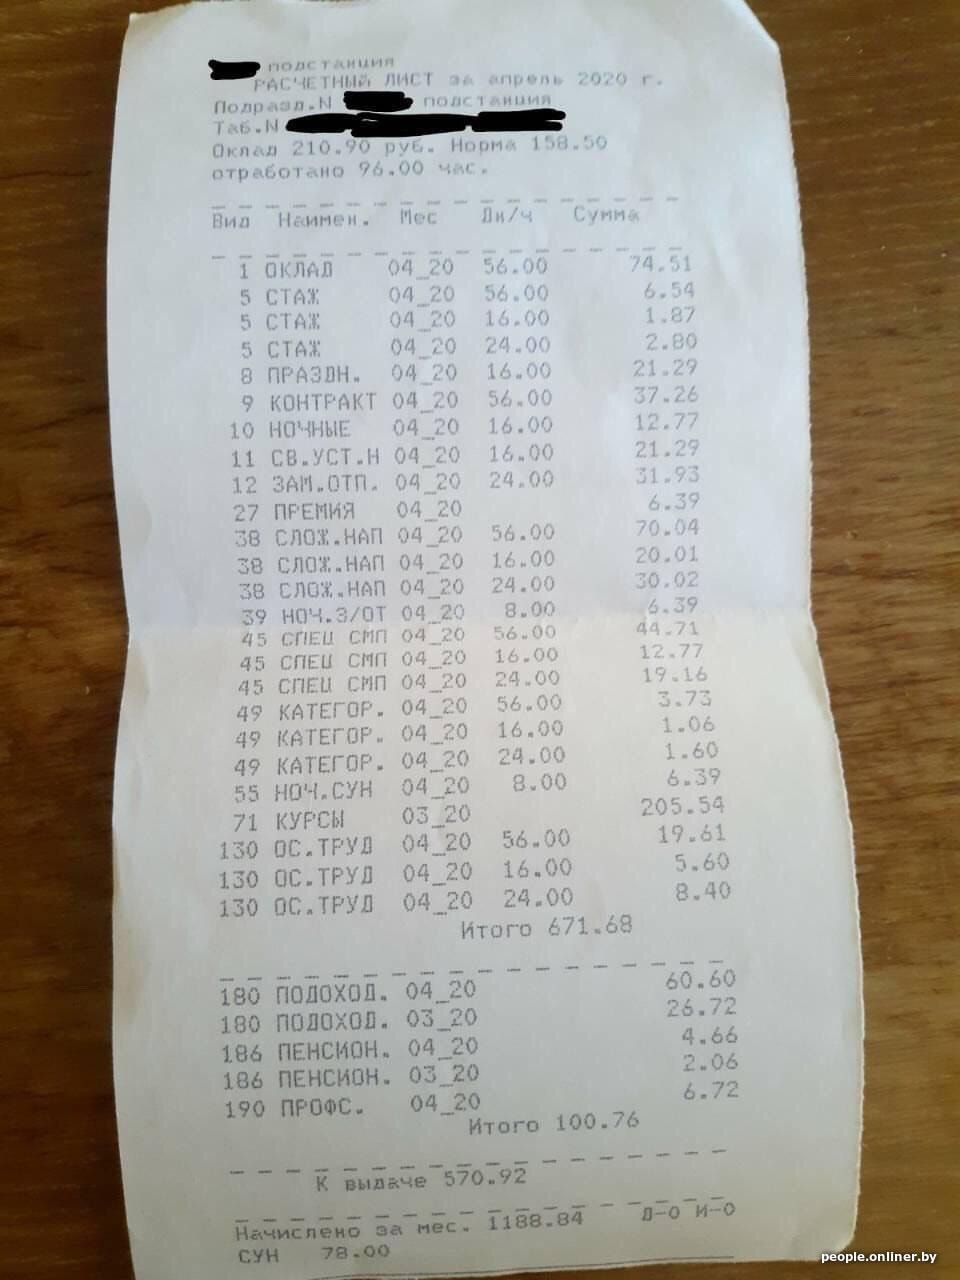 подстанция
РАСЧЕТНЫЙ ЛИСТ за апрель 2020 г.
Подразд.N подстанция
Таб.N
Оклад 210.90 руб. Норма 158.50
отработано 96.00 час.
Вид Наимен. Мес Дн/ч Сумма
1 ОКЛАД 04_20 56.00 74.51
5 СТАЖ 04_20 56.00 6.54
5 СТАЖ 04_20 16.00 1.87
5 СТАЖ 04_20 24.00 2.80
8 ПРАЗДН. 04_20 16.00 21.29
9 КОНТРАКТ 04_20 56.00 37.26
10 НОЧНЫЕ 04_20 16.00 12.77
11 СВ.УСТ.Н 04_20 16.00 21.29
12 ЗАМ.ОТП. 04_20 24.00 31.93
27 ПРЕМИЯ 04_20 6.39
38 СЛОЖ.НАП 04_20 56.00 70.04
38 СЛОЖ.НАП 04_20 16.00 20.01
38 СЛОЖ.НАП 04_20 24.00 30.02
39 НОЧ.З/ОТ 04_20 8.00 6.39
45 СПЕЦ СМП 04_20 56.00 44.71
45 СПЕЦ СМП 04_20 16.00 12.77
45 СПЕЦ СМП 04_20 24.00 19.16
49 КАТЕГОР. 04_20 56.00 3.73
49 КАТЕГОР. 04_20 16.00 1.06
49 КАТЕГОР. 04_20 24.00 1.60
55 НОЧ.СУН 04_20 8.00 6.39
71 КУРСЫ 03_20 205.54
130 ОС.ТРУД 04_20 56.00 19.61
130 ОС.ТРУД 04_20 16.00 5.60
130 ОС.ТРУД 04_20 24.00 8.40
Итого 671.68
180 ПОДОХОД. 04_20 60.60
180 ПОДОХОД. 03_20 26.72
186 ПЕНСИОН. 04_20 4.66
186 ПЕНСИОН. 03_20 2.06
190 ПРОФС. 04_20 6.72
Итого 100.76
К выдаче 570.92
Начислено за мес. 1188.84 Л-0 И-0
СУН 78.00
people.onliner.by